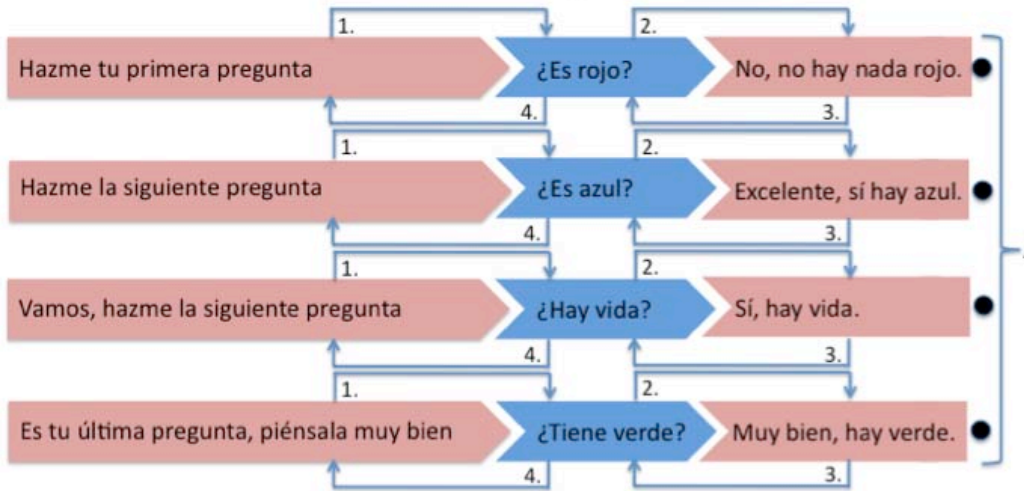 1. 2.
Hazme tu primera pregunta ¿Es rojo? No, no hay nada rojo.
4. 3.
1. 2.
Hazme la siguiente pregunta ¿Es azul? Excelente, sí hay azul.
4. 3.
1. 2.
Vamos, hazme la siguiente pregunta ¿Hay vida? Sí, hay vida.
4. 3.
1. 2.
Es tu última pregunta, piénsala muy bien ¿Tiene verde? Muy bien, hay verde.
4. 3.